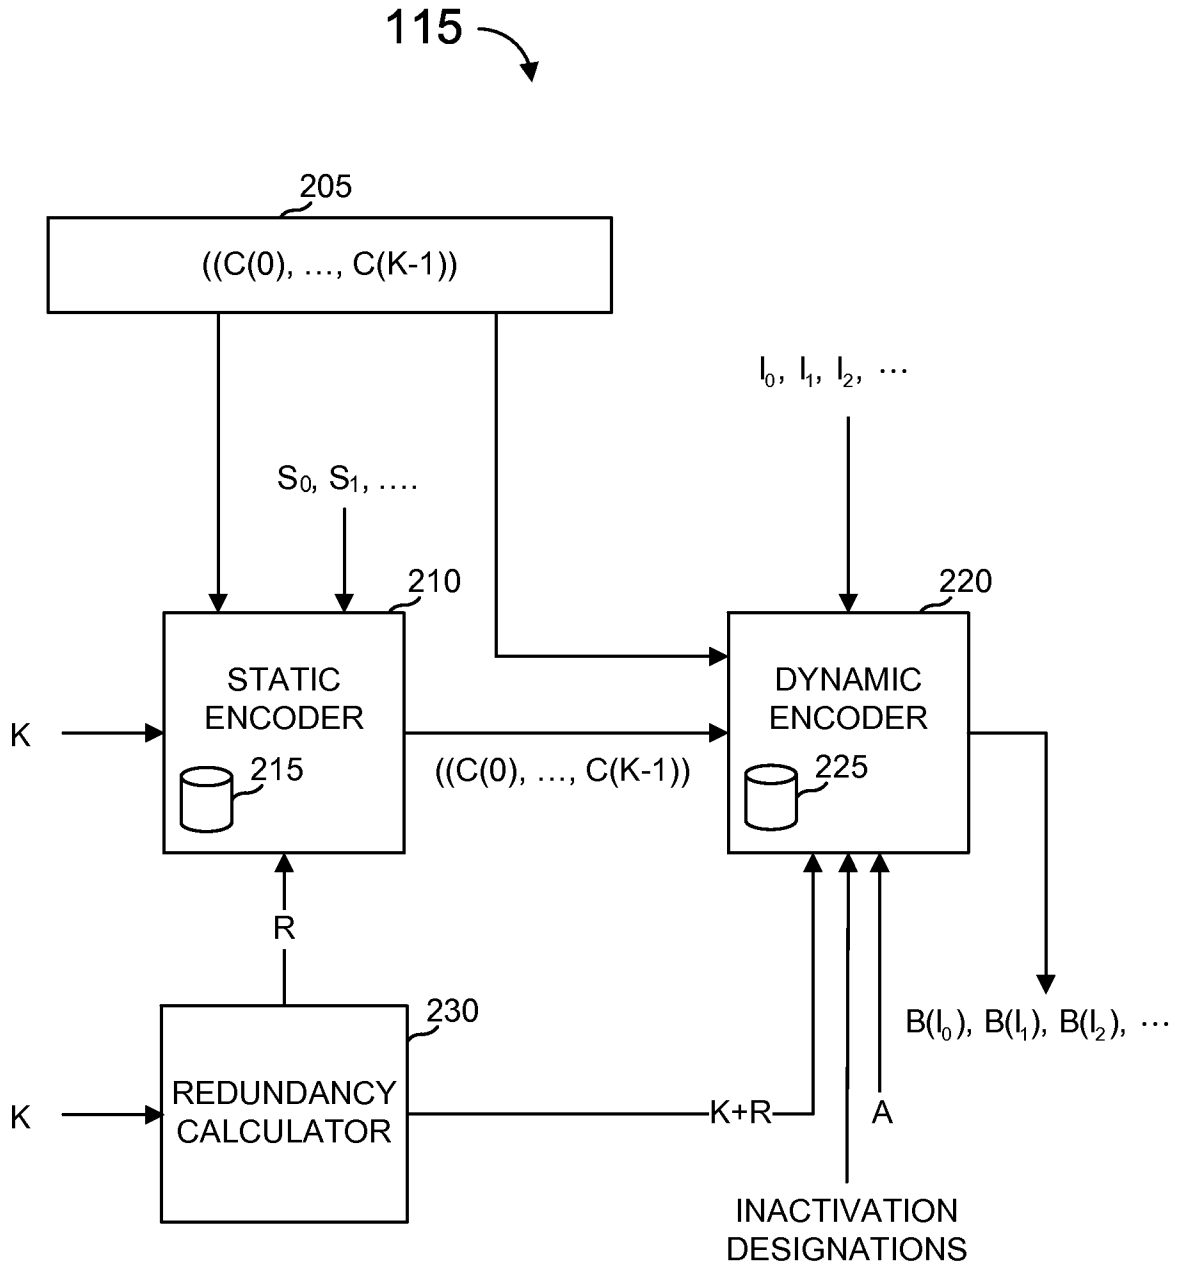 115
205
((C(0), ..., C(K-1))
I₀, I₁, I₂, ⋯
S₀, S₁, ....
210
220
STATIC
ENCODER
DYNAMIC
ENCODER
K
((C(0), ..., C(K-1))
215
225
R
230
B(I₀), B(I₁), B(I₂), ⋯
REDUNDANCY
CALCULATOR
K
K+R
A
INACTIVATION
DESIGNATIONS